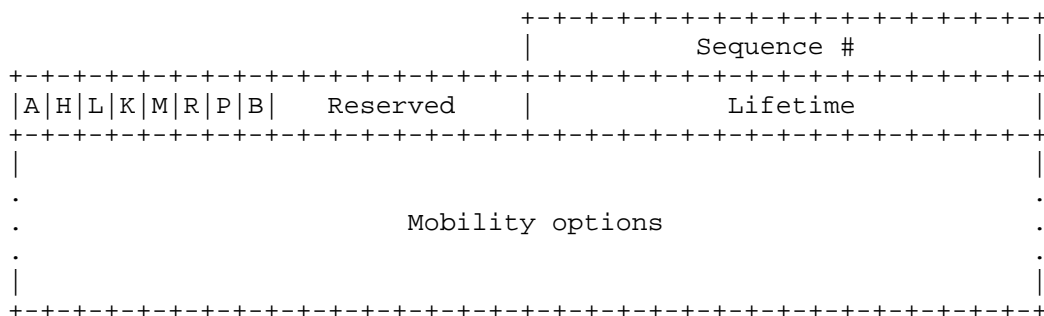 +-+-+-+-+-+-+-+-+-+-+-+-+-+-+-+-+
                                |          Sequence #           |
+-+-+-+-+-+-+-+-+-+-+-+-+-+-+-+-+-+-+-+-+-+-+-+-+-+-+-+-+-+-+-+-+
|A|H|L|K|M|R|P|B|   Reserved    |            Lifetime           |
+-+-+-+-+-+-+-+-+-+-+-+-+-+-+-+-+-+-+-+-+-+-+-+-+-+-+-+-+-+-+-+-+
|                                                               |
.                                                               .
.                        Mobility options                       .
.                                                               .
|                                                               |
+-+-+-+-+-+-+-+-+-+-+-+-+-+-+-+-+-+-+-+-+-+-+-+-+-+-+-+-+-+-+-+-+